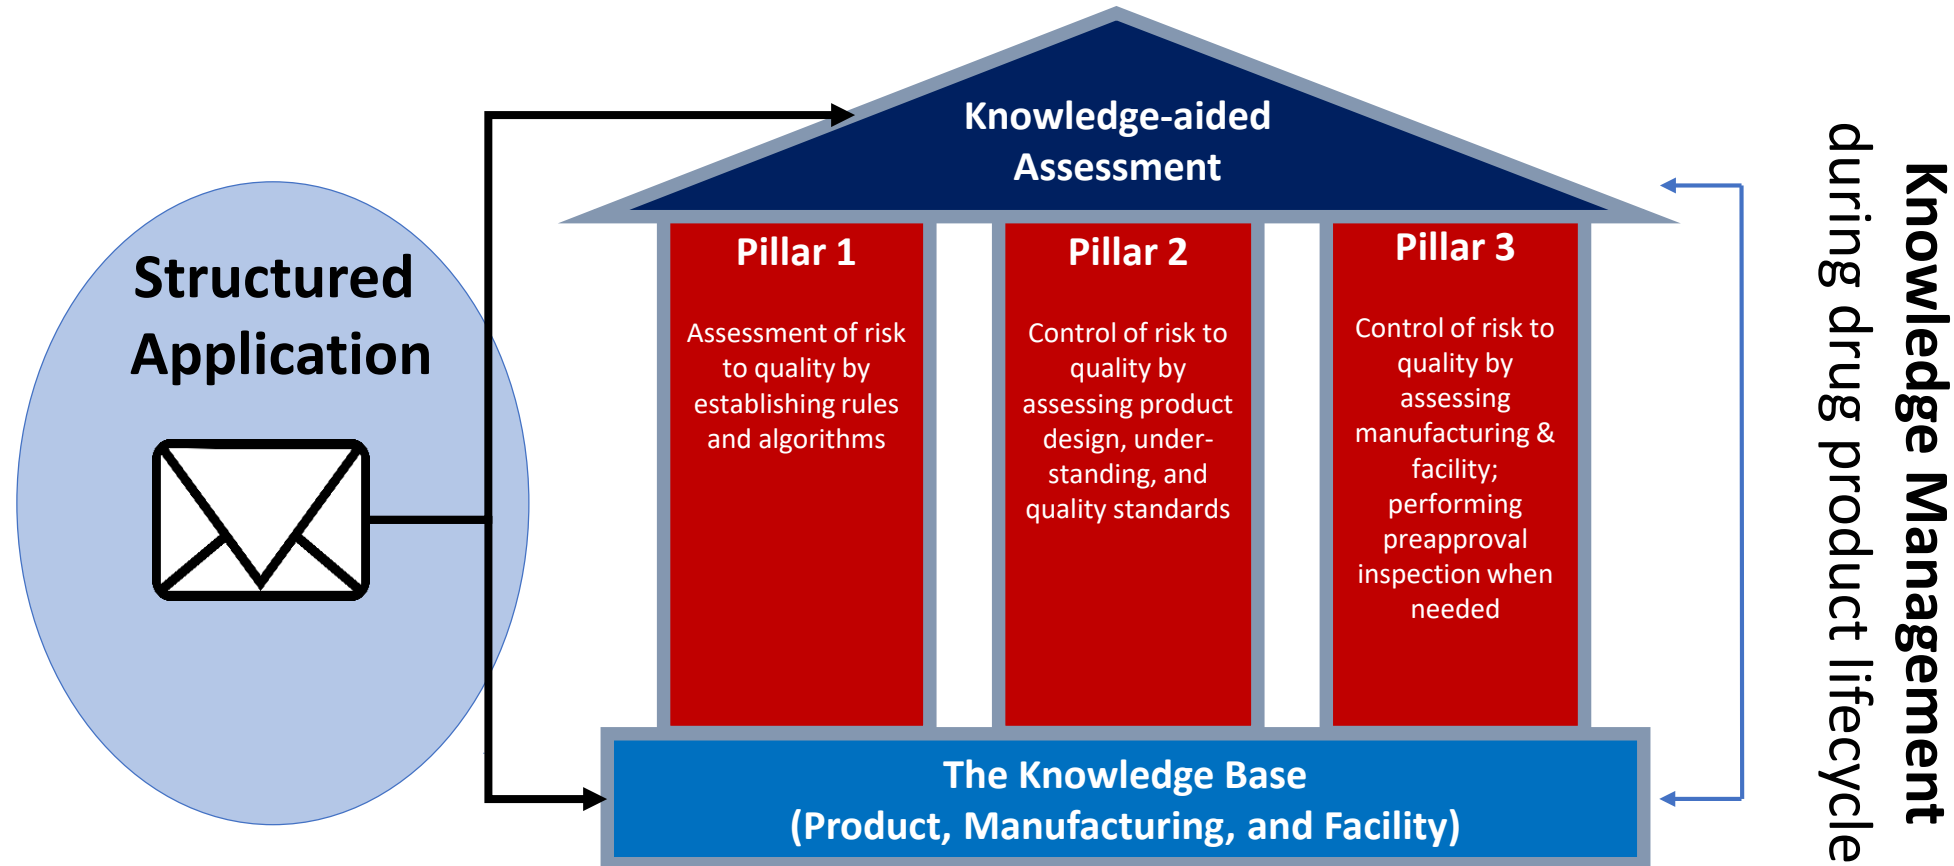 Structured
Application
Knowledge-aided
Assessment
Pillar 1
Assessment of risk
to quality by
establishing rules
and algorithms
Pillar 2
Control of risk to
quality by
assessing product
design, under-
standing, and
quality standards
Pillar 3
Control of risk to
quality by
assessing
manufacturing &
facility;
performing
preapproval
inspection when
needed
The Knowledge Base
(Product, Manufacturing, and Facility)
Knowledge Management
during drug product lifecycle